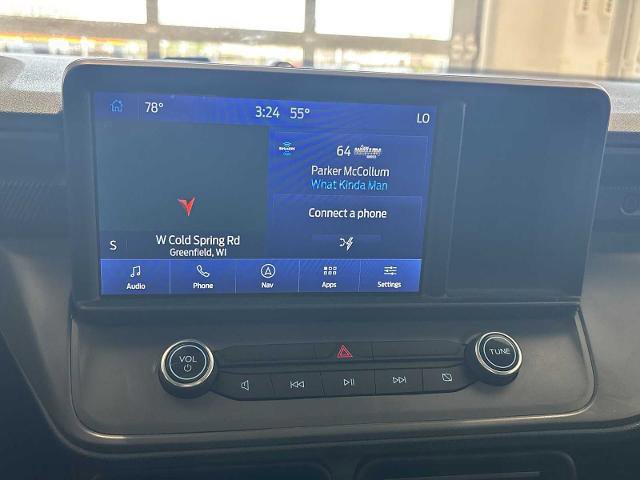 78° 3:24 55° LO
64
Parker McCollum
What Kinda Man
Connect a phone
S
W Cold Spring Rd
Greenfield, WI
Audio Phone Nav Apps Settings
VOL TUNE